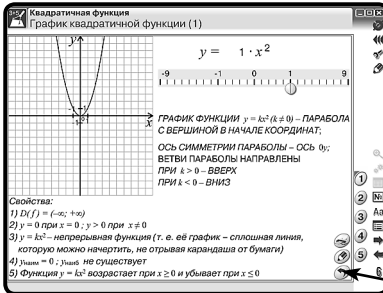 Квадратичная функция
График квадратичной функции (1)
y = 1 · x²
-9 -1 0 1 9
y
x
ГРАФИК ФУНКЦИИ y = kx² (k ≠ 0) – ПАРАБОЛА
С ВЕРШИНОЙ В НАЧАЛЕ КООРДИНАТ;
ОСЬ СИММЕТРИИ ПАРАБОЛЫ – ОСЬ 0y;
ВЕТВИ ПАРАБОЛЫ НАПРАВЛЕНЫ
ПРИ k > 0 – ВВЕРХ
ПРИ k < 0 – ВНИЗ
Свойства:
1) D(f) = (–∞; +∞)
2) y = 0 при x = 0 ; y > 0 при x ≠ 0
3) y = kx² – непрерывная функция (т. е. её график – сплошная линия,
которую можно начертить, не отрывая карандаша от бумаги)
4) yнаим = 0 ; yнаиб не существует
5) Функция y = kx² возрастает при x ≥ 0 и убывает при x ≤ 0
1
2 №
3 Aa
4
5
6